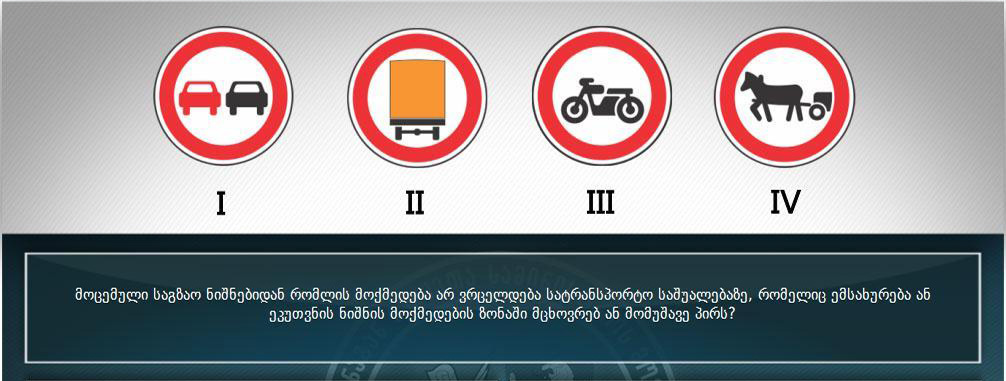 I II III IV
მოცემული საგზაო ნიშნებიდან რომლის მოქმედება არ ვრცელდება სატრანსპორტო საშუალებაზე, რომელიც ემსახურება ან
ეკუთვნის ნიშნის მოქმედების ზონაში მცხოვრებ ან მომუშავე პირს?